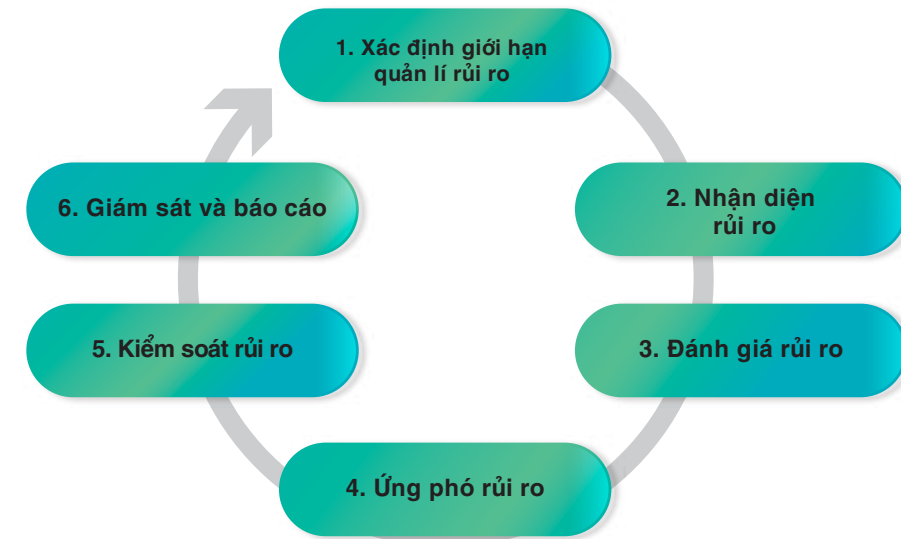 1. Xác định giới hạn
quản lí rủi ro
2. Nhận diện
rủi ro
3. Đánh giá rủi ro
4. Ứng phó rủi ro
5. Kiểm soát rủi ro
6. Giám sát và báo cáo